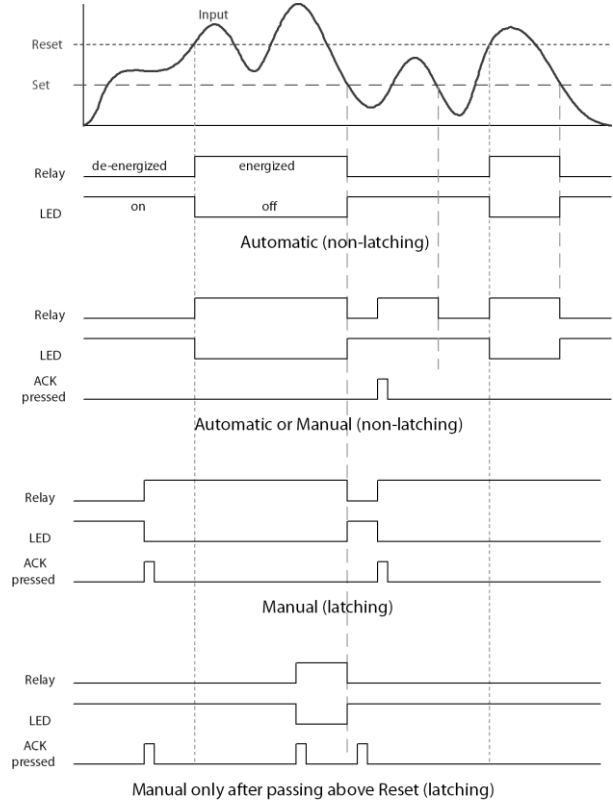 Input
Reset
Set
de-energized energized
Relay
on off
LED
Automatic (non-latching)
Relay
LED
ACK
pressed
Automatic or Manual (non-latching)
Relay
LED
ACK
pressed
Manual (latching)
Relay
LED
ACK
pressed
Manual only after passing above Reset (latching)